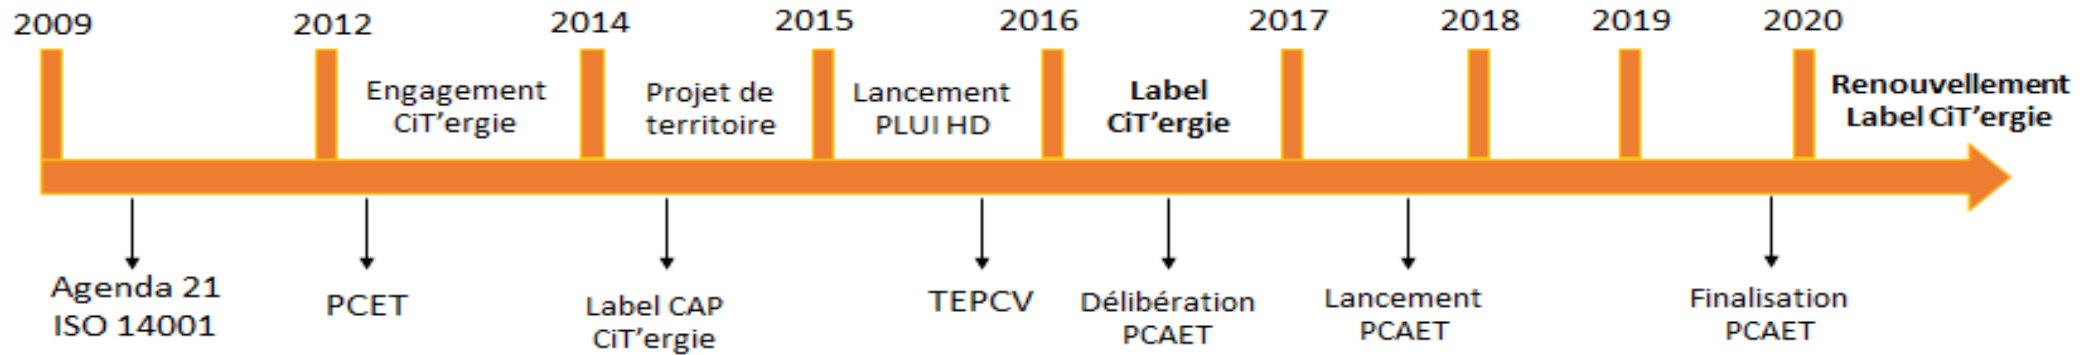 2009 2012 2014 2015 2016 2017 2018 2019 2020
Engagement
CiT'ergie
Projet de
territoire
Lancement
PLUI HD
Label
CiT'ergie
Renouvellement
Label CiT'ergie
Agenda 21
ISO 14001
PCET
Label CAP
CiT'ergie
TEPCV
Délibération
PCAET
Lancement
PCAET
Finalisation
PCAET